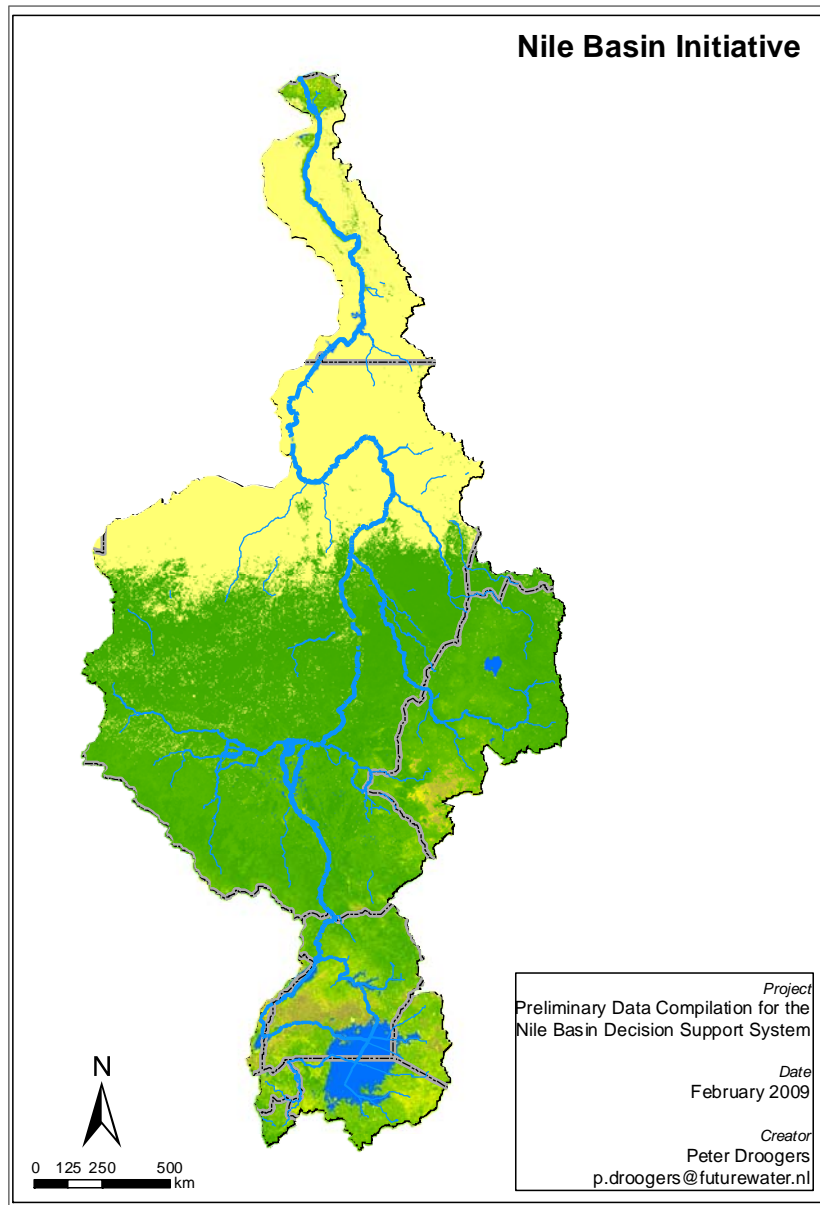 Nile Basin Initiative
Project
Preliminary Data Compilation for the
Nile Basin Decision Support System
Date
February 2009
Creator
Peter Droogers
p.droogers@futurewater.nl
N
0 125 250 500
km